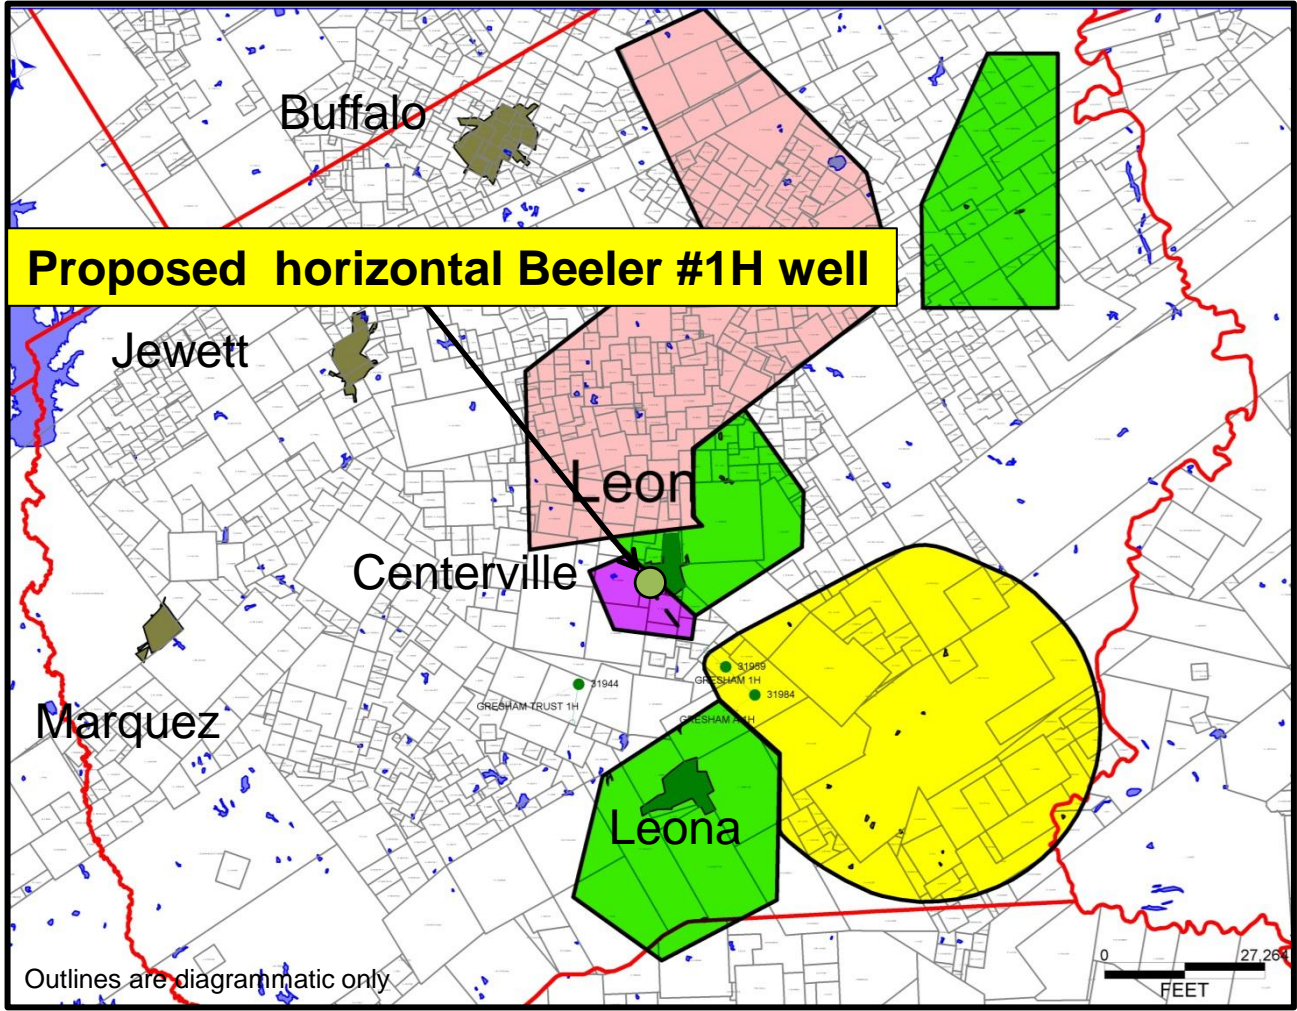 Buffalo
Proposed  horizontal Beeler #1H well
Jewett
Leon
Centerville
31959
GRESHAM 1H
31944
31984
GRESHAM TRUST 1H
GRESHAM A 1H
Marquez
Leona
0 27,264
FEET
Outlines are diagrammatic only